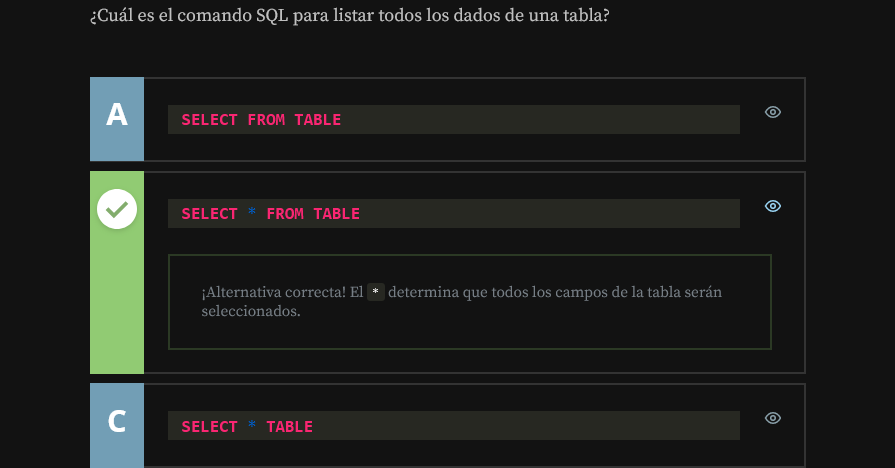 ¿Cuál es el comando SQL para listar todos los dados de una tabla?
A
SELECT FROM TABLE
SELECT * FROM TABLE
¡Alternativa correcta! El * determina que todos los campos de la tabla serán
seleccionados.
C
SELECT * TABLE